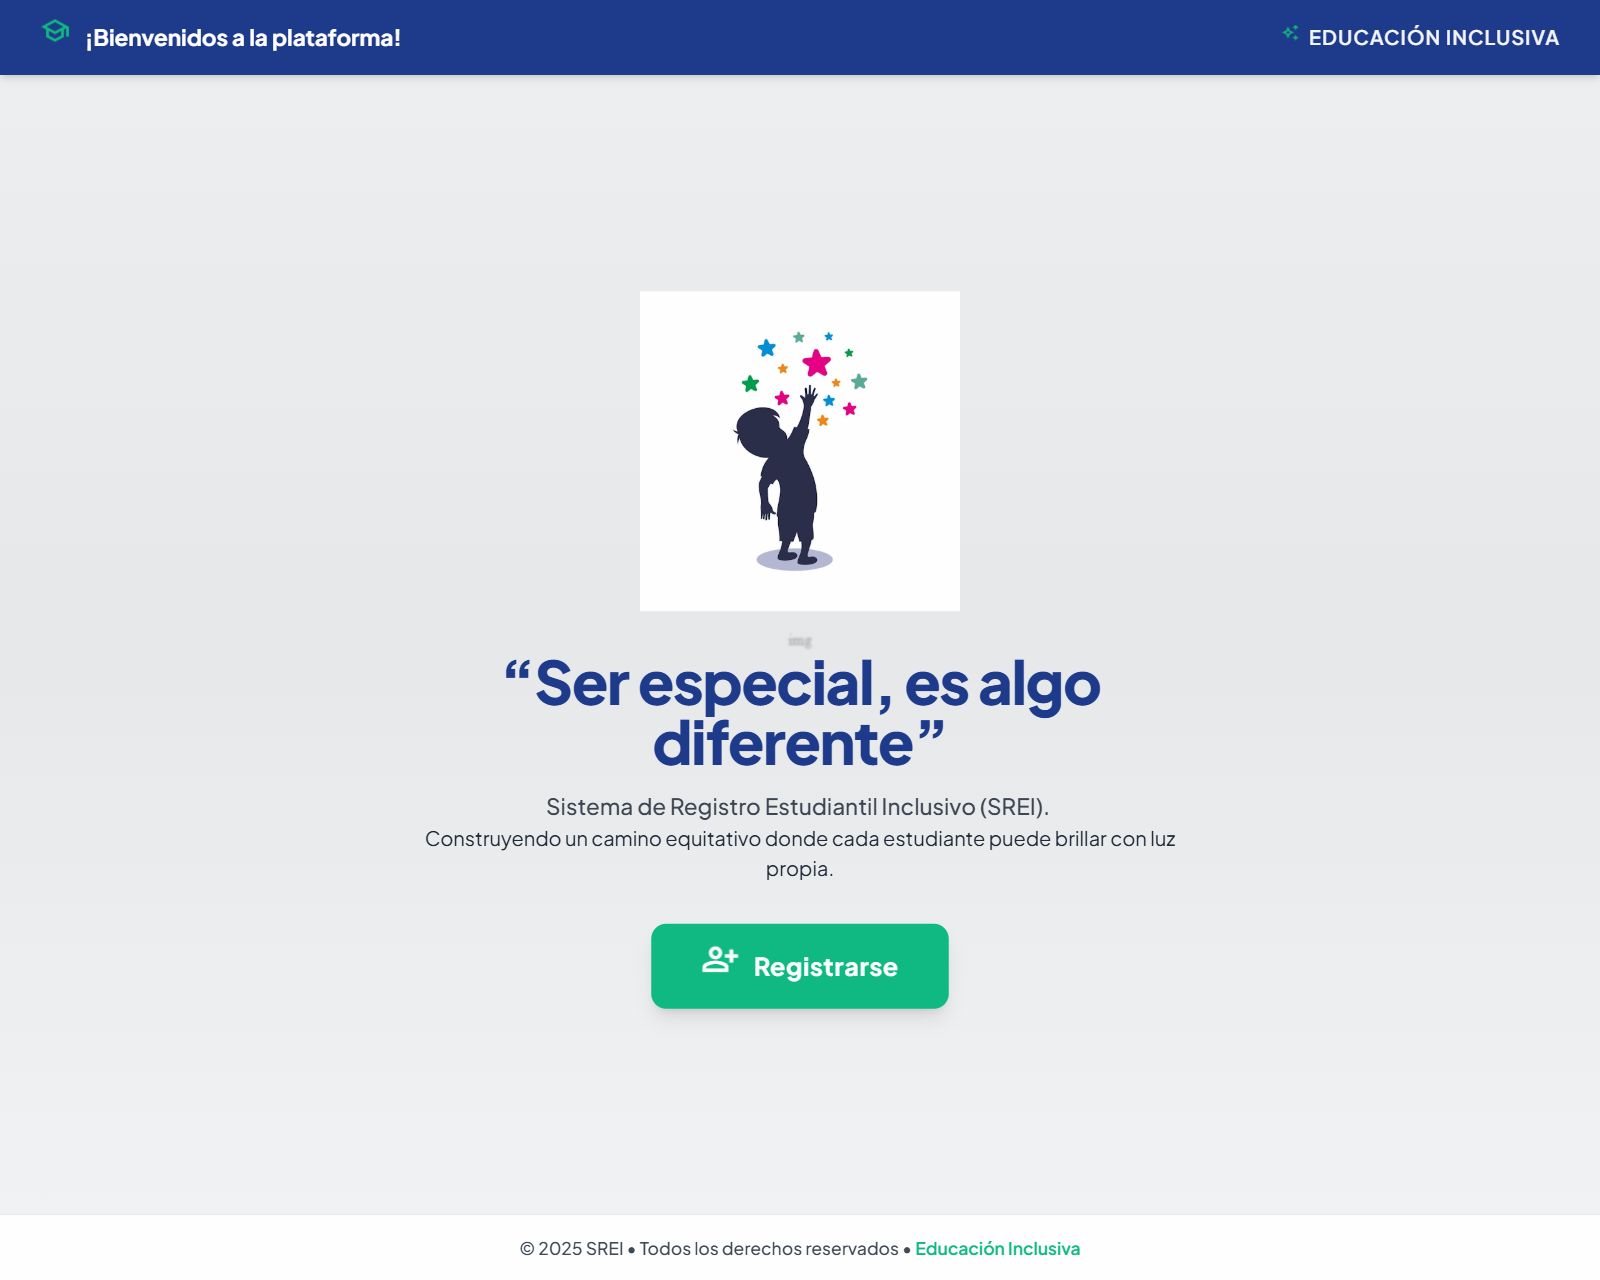 ¡Bienvenidos a la plataforma!
EDUCACIÓN INCLUSIVA
img
“Ser especial, es algo
diferente”
Sistema de Registro Estudiantil Inclusivo (SREI).
Construyendo un camino equitativo donde cada estudiante puede brillar con luz
propia.
Registrarse
© 2025 SREI • Todos los derechos reservados • Educación Inclusiva